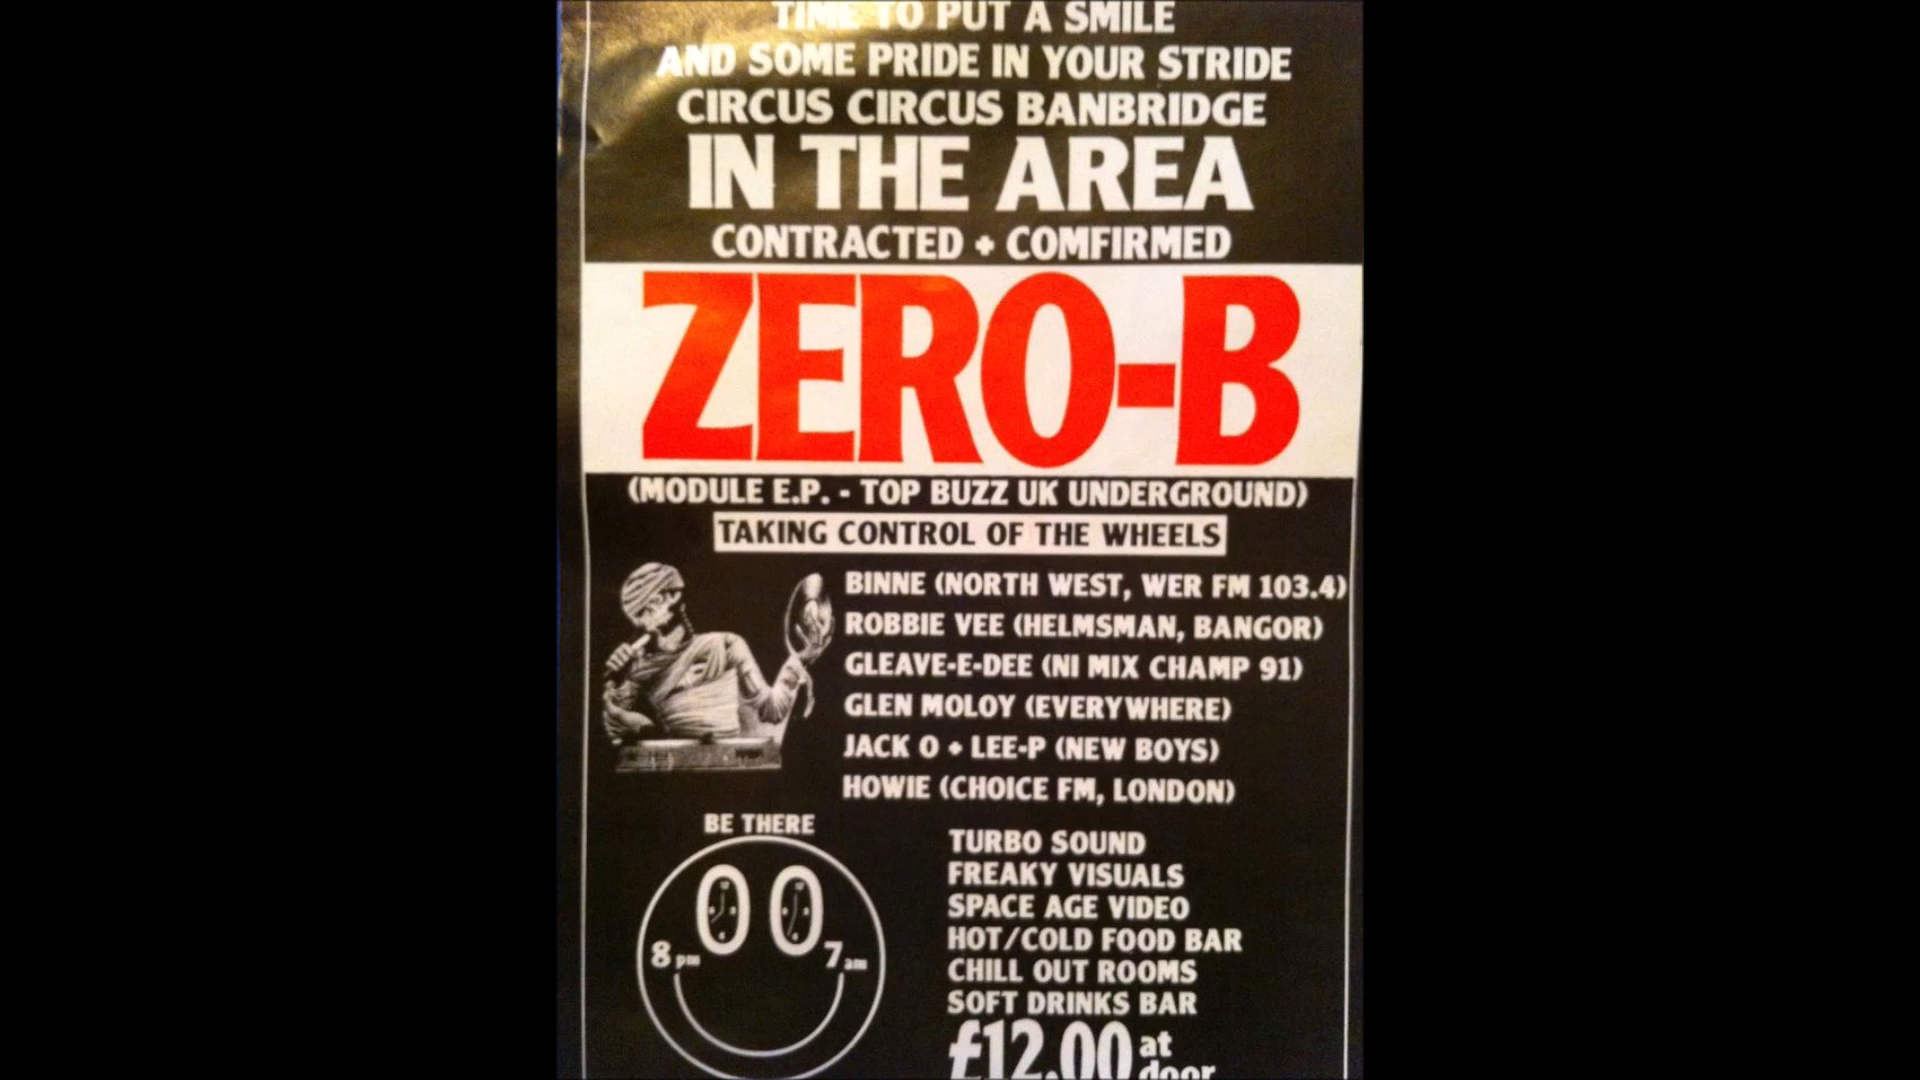 TIME TO PUT A SMILE
AND SOME PRIDE IN YOUR STRIDE
CIRCUS CIRCUS BANBRIDGE
IN THE AREA
CONTRACTED + COMFIRMED
ZERO-B
(MODULE E.P. - TOP BUZZ UK UNDERGROUND)
TAKING CONTROL OF THE WHEELS
BINNE (NORTH WEST, WER FM 103.4)
ROBBIE VEE (HELMSMAN, BANGOR)
GLEAVE-E-DEE (NI MIX CHAMP 91)
GLEN MOLOY (EVERYWHERE)
JACK O + LEE-P (NEW BOYS)
HOWIE (CHOICE FM, LONDON)
BE THERE
8pm 7am
TURBO SOUND
FREAKY VISUALS
SPACE AGE VIDEO
HOT/COLD FOOD BAR
CHILL OUT ROOMS
SOFT DRINKS BAR
£12.00 at door